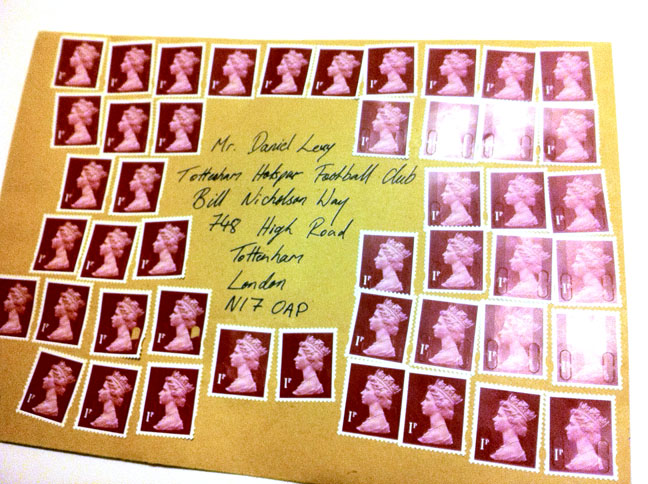 Mr. Daniel Levy
Tottenham Hotspur Football Club
Bill Nicholson Way
748 High Road
Tottenham
London
N17 0AP